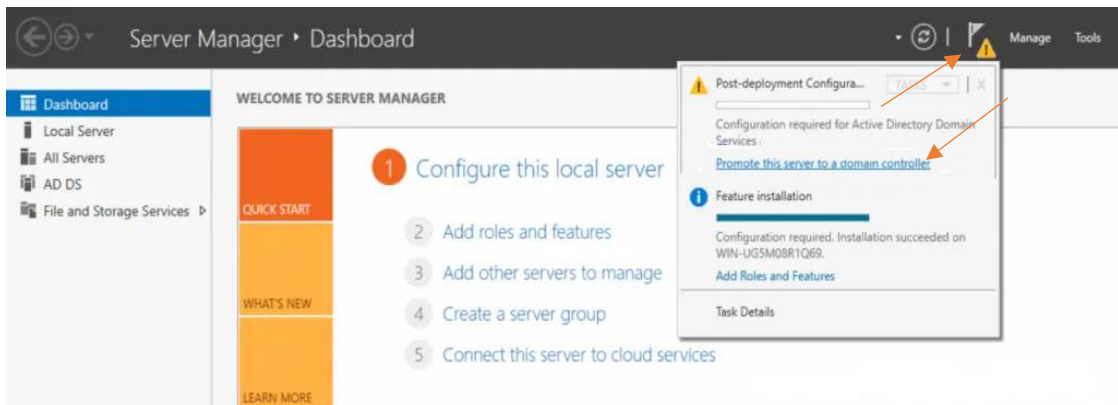 Server Manager • Dashboard
Manage Tools
Dashboard
Local Server
All Servers
AD DS
File and Storage Services
WELCOME TO SERVER MANAGER
QUICK START
WHAT'S NEW
LEARN MORE
1 Configure this local server
2 Add roles and features
3 Add other servers to manage
4 Create a server group
5 Connect this server to cloud services
Post-deployment Configura...
TASKS
X
Configuration required for Active Directory Domain
Services
Promote this server to a domain controller
Feature installation
Configuration required. Installation succeeded on
WIN-UG5M08R1Q69.
Add Roles and Features
Task Details